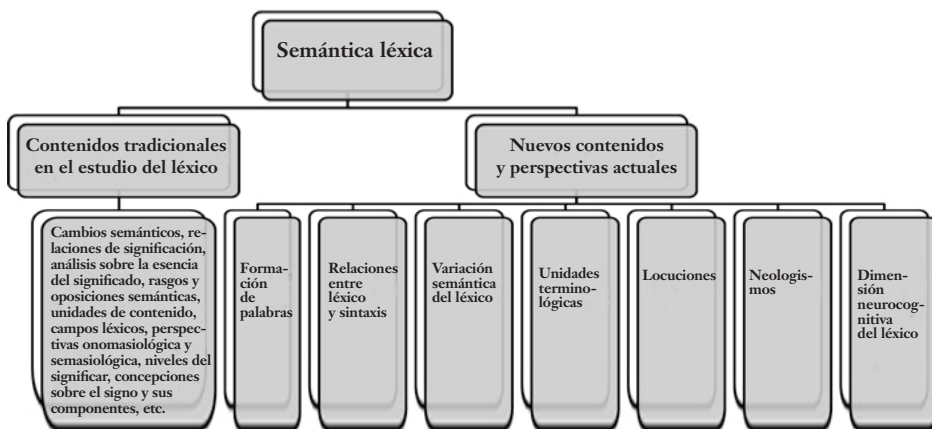 Semántica léxica
Contenidos tradicionales
en el estudio del léxico
Nuevos contenidos
y perspectivas actuales
Cambios semánticos, re-
laciones de significación,
análisis sobre la esencia
del significado, rasgos y
oposiciones semánticas,
unidades de contenido,
campos léxicos, perspec-
tivas onomasiológica y
semasiológica, niveles del
significar, concepciones
sobre el signo y sus
componentes, etc.
Forma-
ción
de
palabras
Relaciones
entre
léxico
y sintaxis
Variación
semántica
del léxico
Unidades
termino-
lógicas
Locuciones
Neologis-
mos
Dimen-
sión
neurocog-
nitiva
del léxico